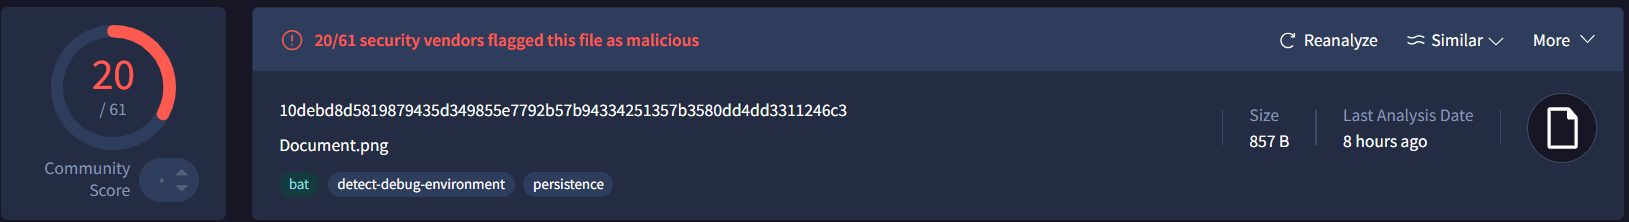 20
/ 61
Community
Score
20/61 security vendors flagged this file as malicious
Reanalyze
Similar
More
10debd8d5819879435d349855e7792b57b94334251357b3580dd4dd3311246c3
Document.png
bat
detect-debug-environment
persistence
Size
857 B
Last Analysis Date
8 hours ago